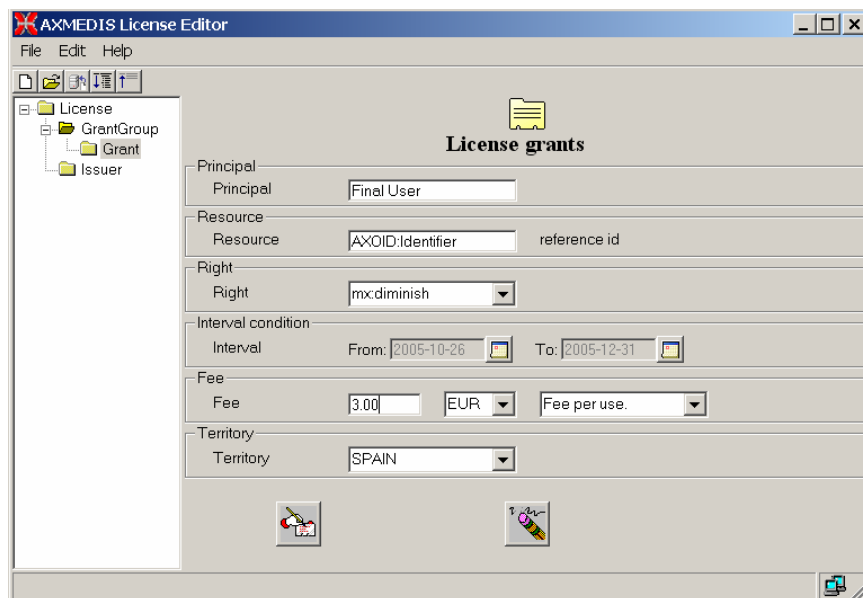 AXMEDIS License Editor
File Edit Help
License
GrantGroup
Grant
Issuer
License grants
Principal
Principal Final User
Resource
Resource AXOID:Identifier reference id
Right
Right mx:diminish
Interval condition
Interval From: 2005-10-26 To: 2005-12-31
Fee
Fee 3.00 EUR Fee per use.
Territory
Territory SPAIN